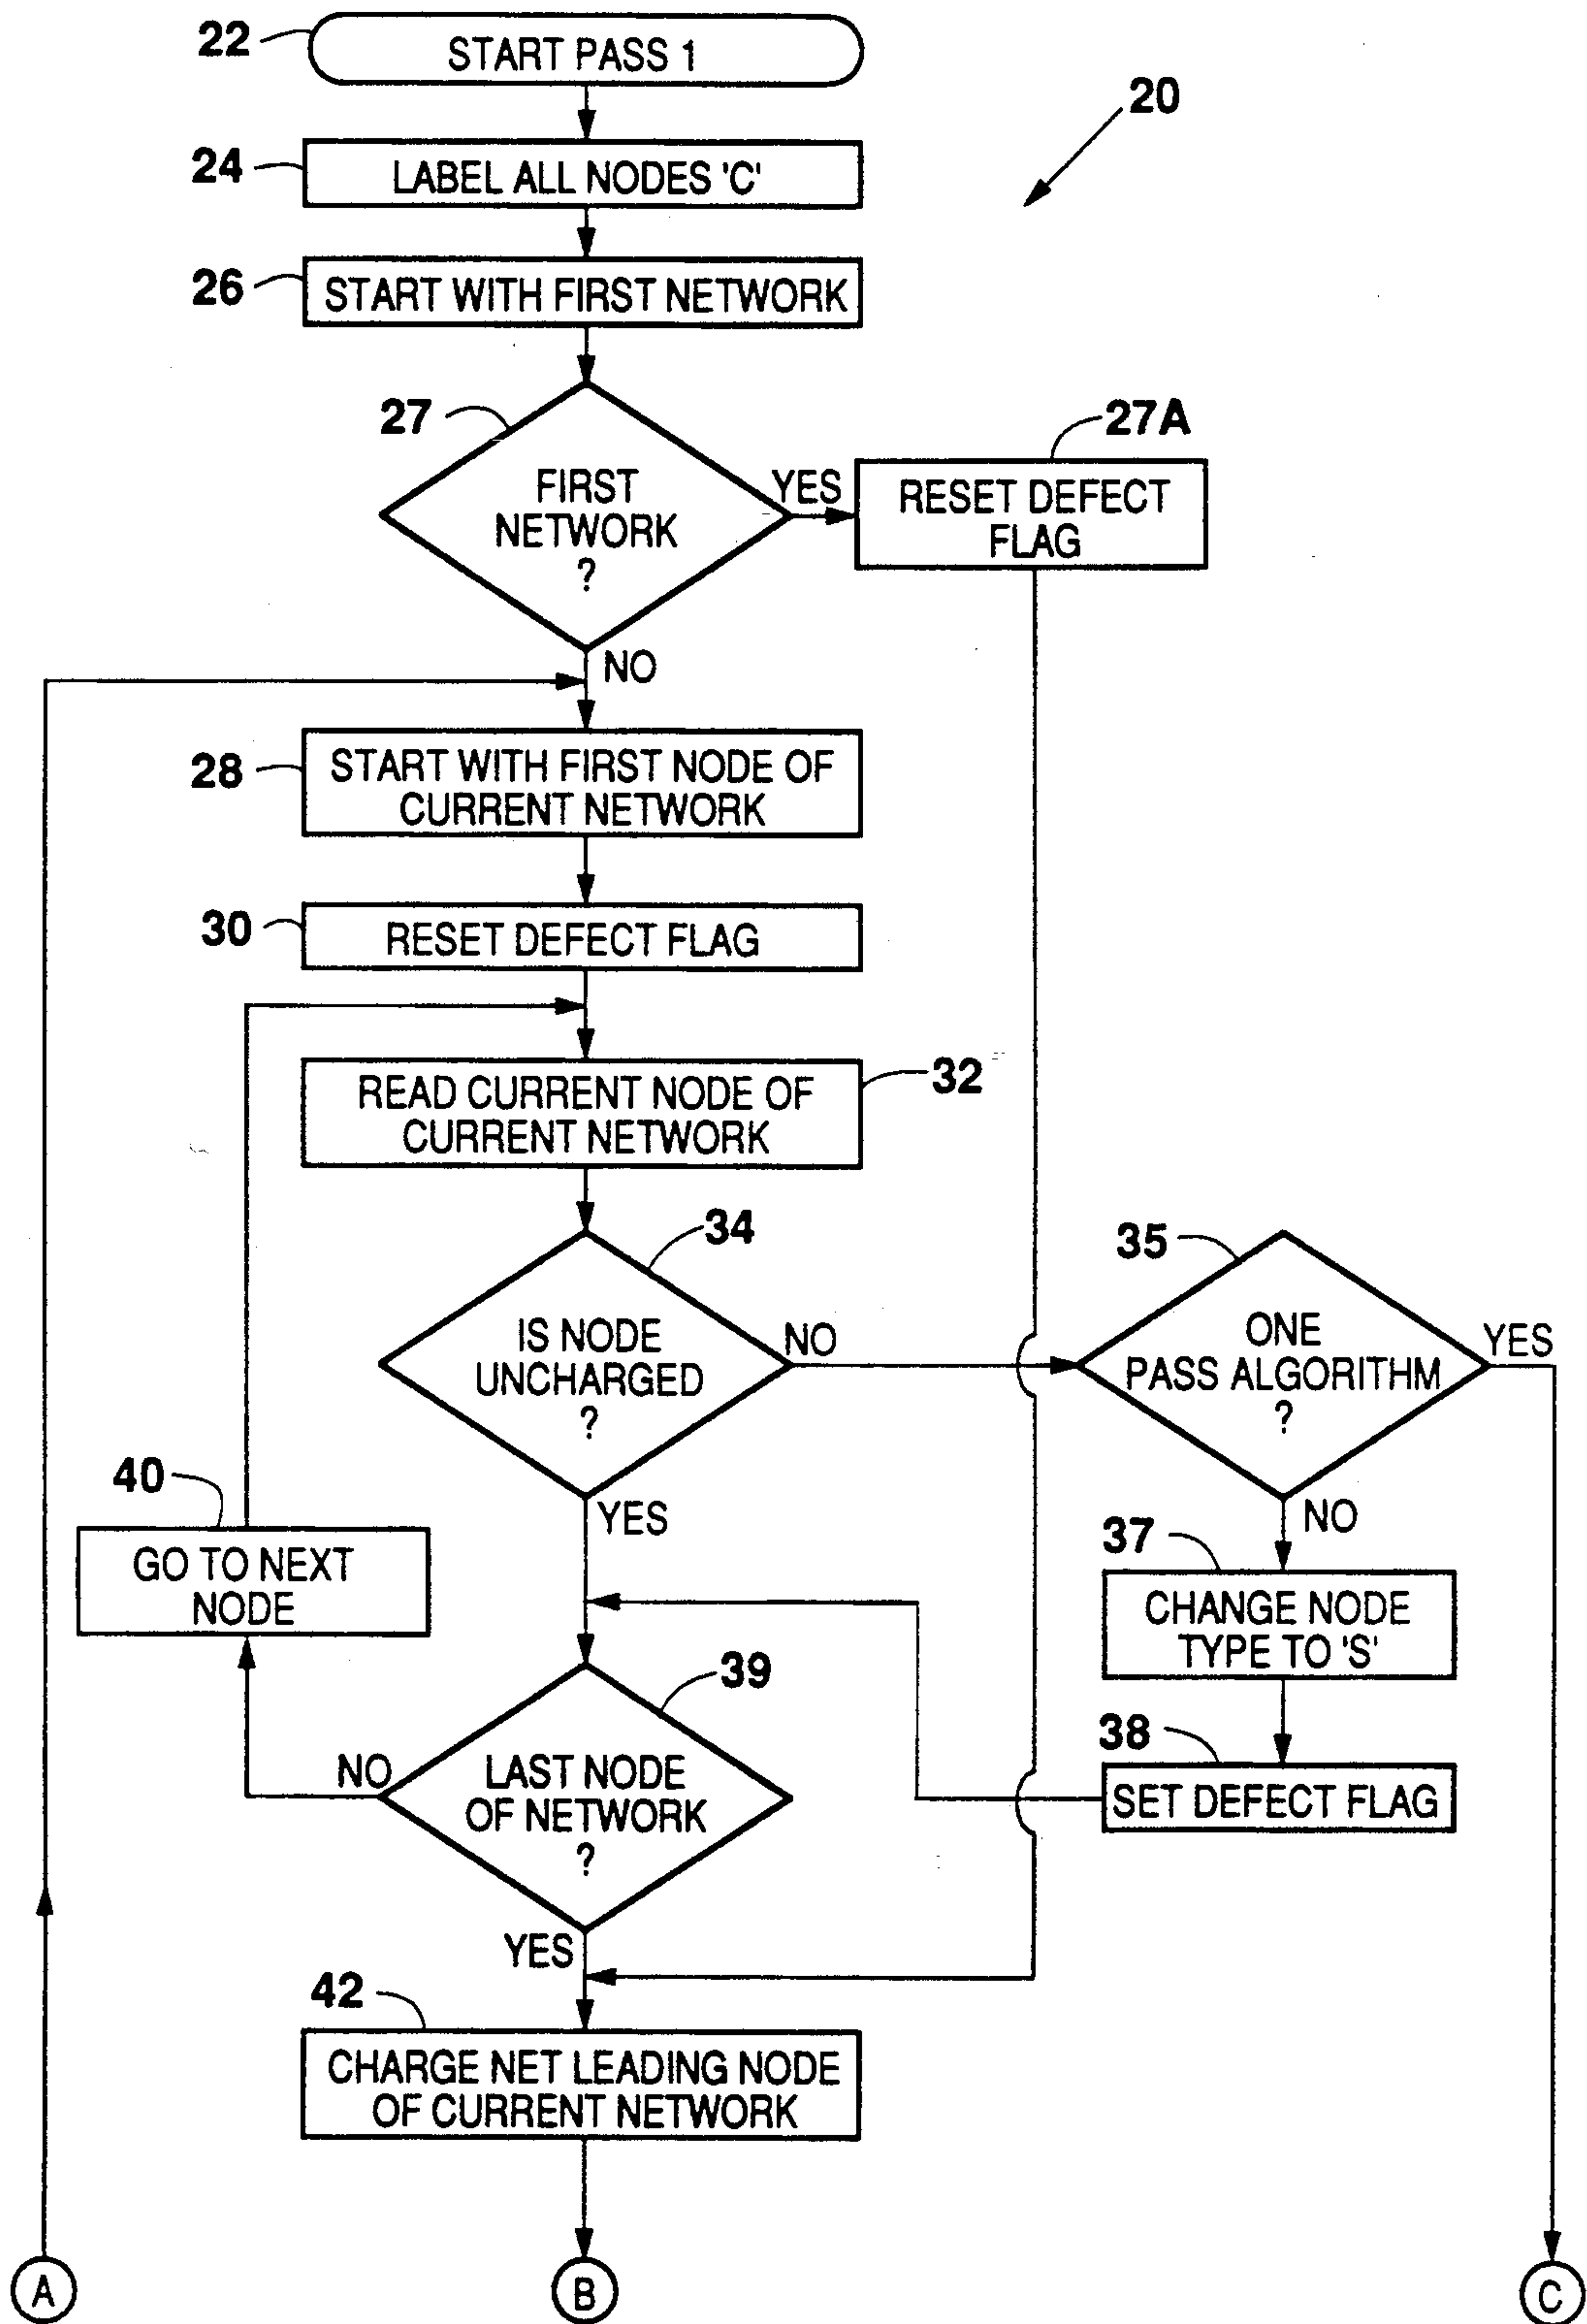 22
START PASS 1
20
24
LABEL ALL NODES 'C'
26
START WITH FIRST NETWORK
27
FIRST
NETWORK
?
YES
27A
RESET DEFECT
FLAG
NO
28
START WITH FIRST NODE OF
CURRENT NETWORK
30
RESET DEFECT FLAG
32
READ CURRENT NODE OF
CURRENT NETWORK
34
IS NODE
UNCHARGED
?
NO
35
ONE
PASS ALGORITHM
?
YES
YES
NO
40
GO TO NEXT
NODE
37
CHANGE NODE
TYPE TO 'S'
39
LAST NODE
OF NETWORK
?
NO
38
SET DEFECT FLAG
YES
42
CHARGE NET LEADING NODE
OF CURRENT NETWORK
A
B
C